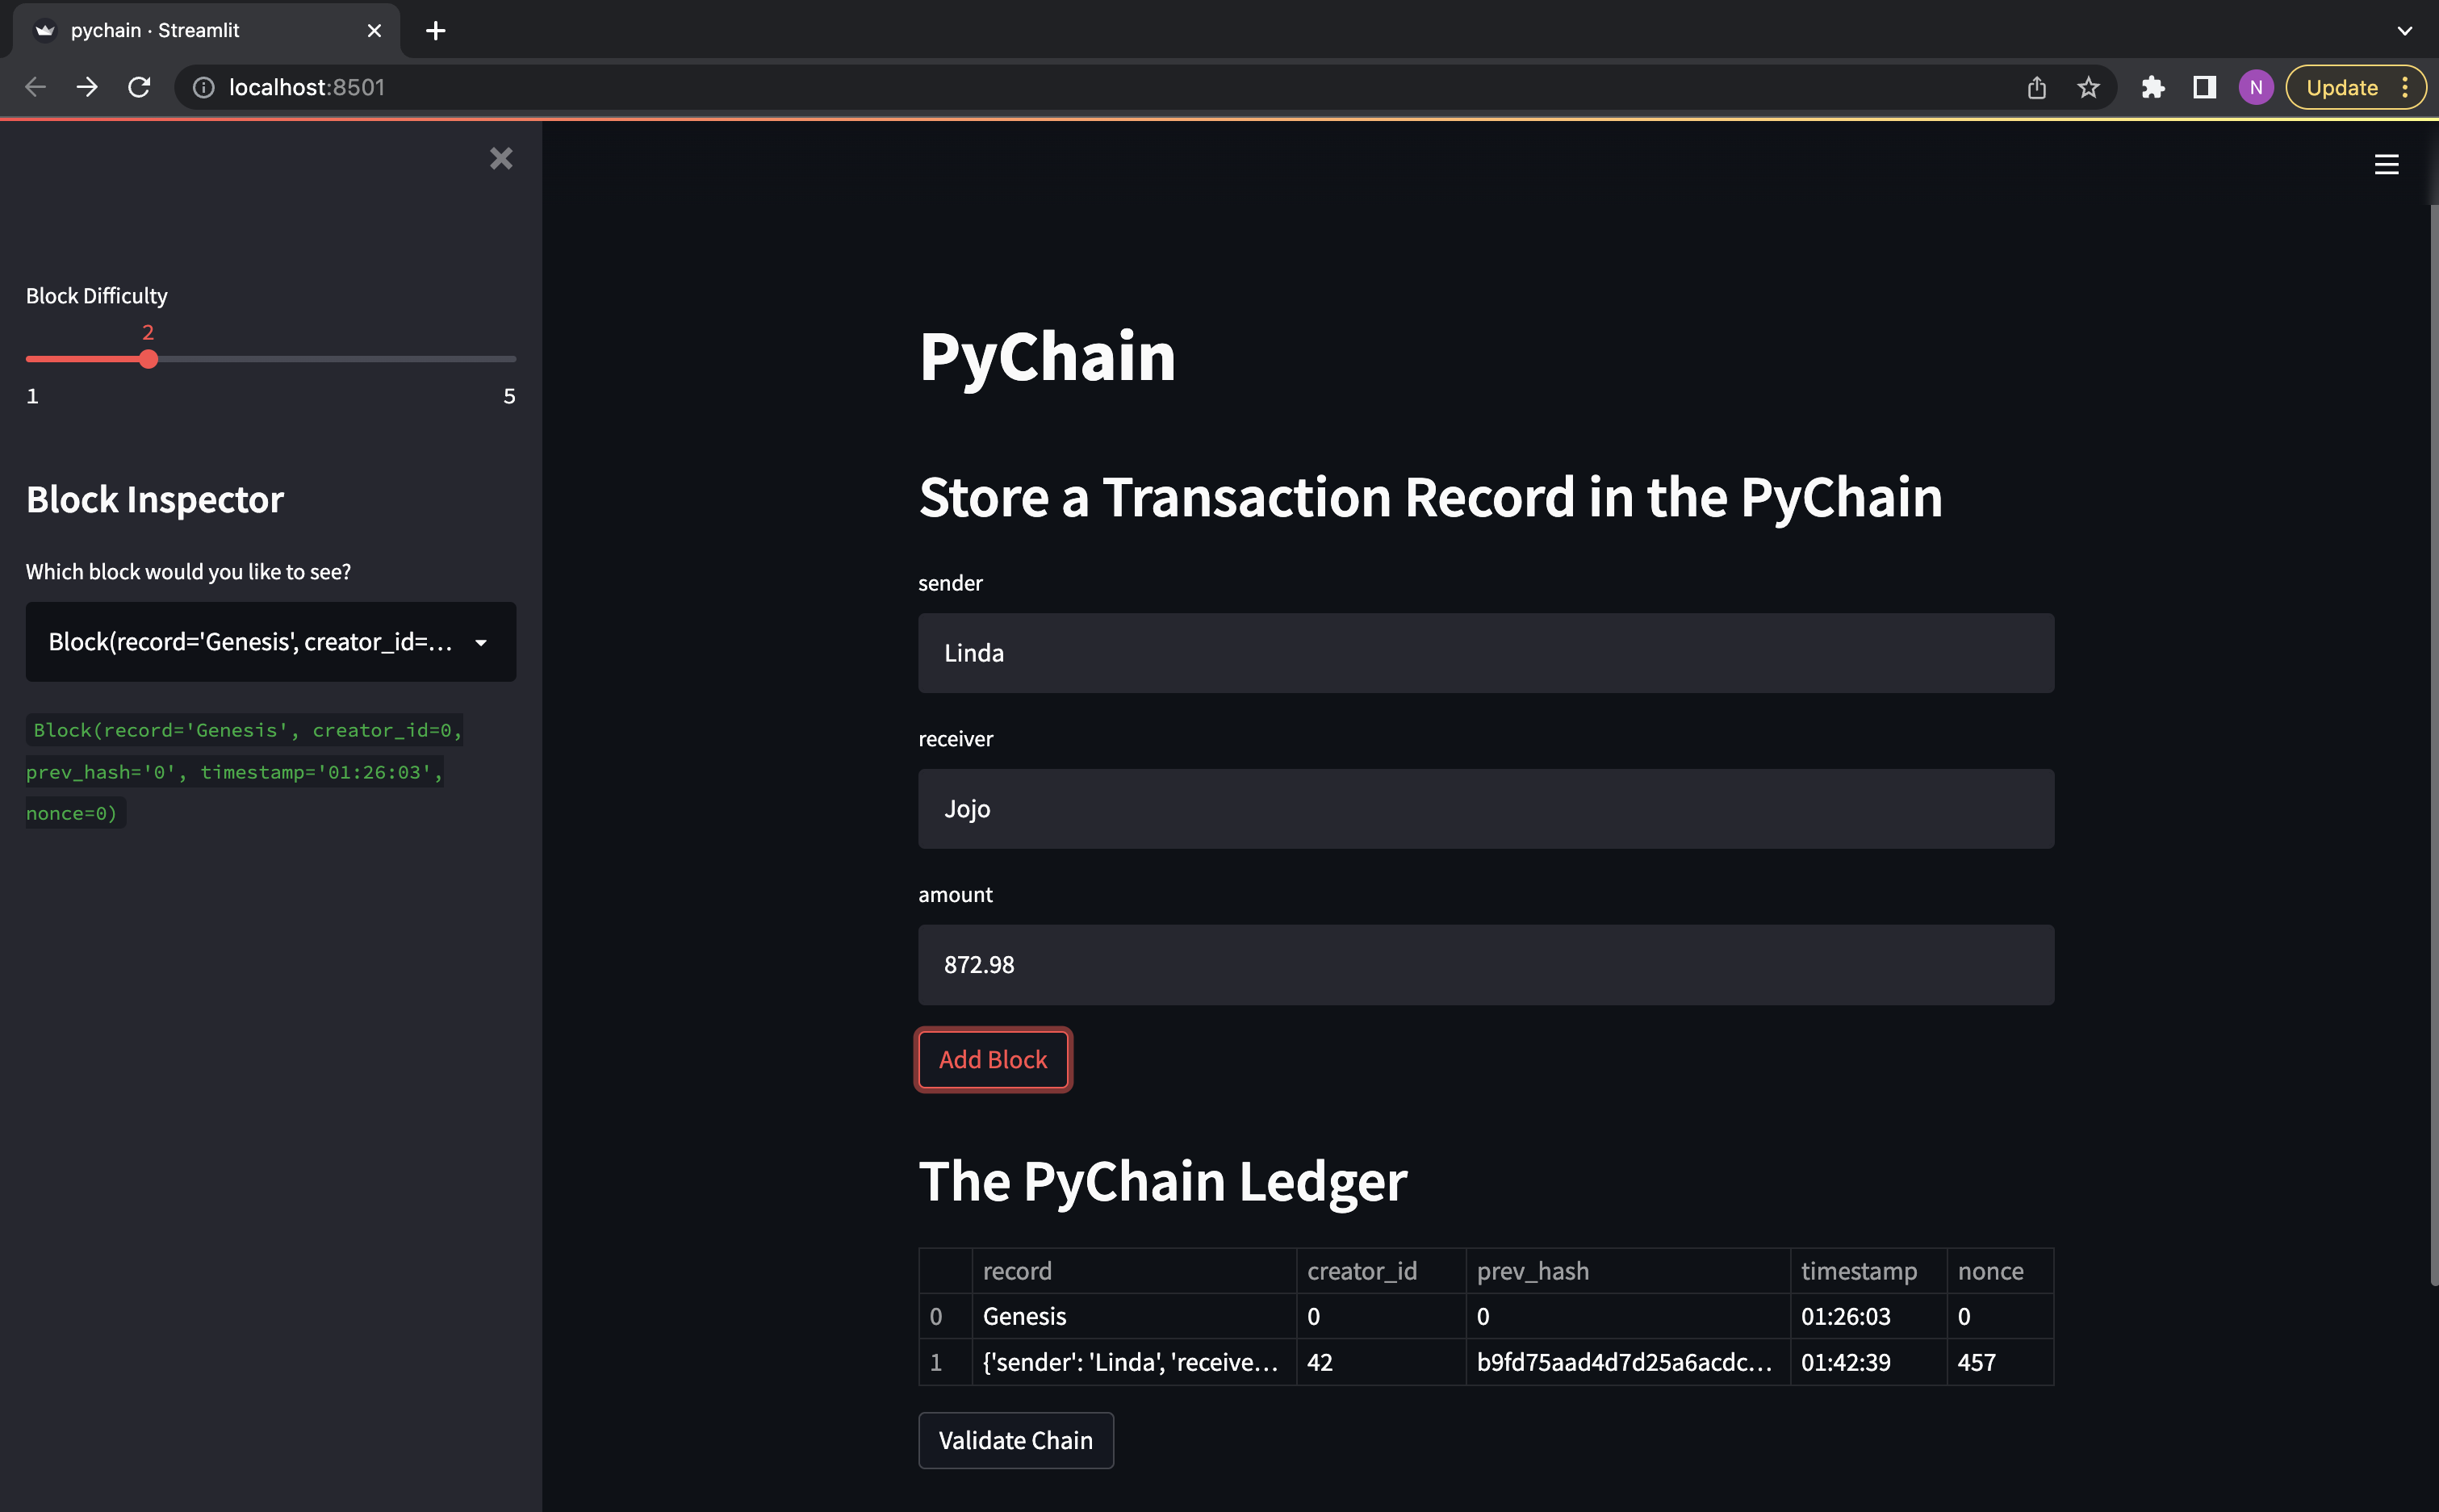 pychain · Streamlit
localhost:8501
N
Update
Block Difficulty
2
1 5
Block Inspector
Which block would you like to see?
Block(record='Genesis', creator_id=...
Block(record='Genesis', creator_id=0,
prev_hash='0', timestamp='01:26:03',
nonce=0)
PyChain
Store a Transaction Record in the PyChain
sender
Linda
receiver
Jojo
amount
872.98
Add Block
The PyChain Ledger
record creator_id prev_hash timestamp nonce
0 Genesis 0 0 01:26:03 0
1 {'sender': 'Linda', 'receive... 42 b9fd75aad4d7d25a6acdc... 01:42:39 457
Validate Chain